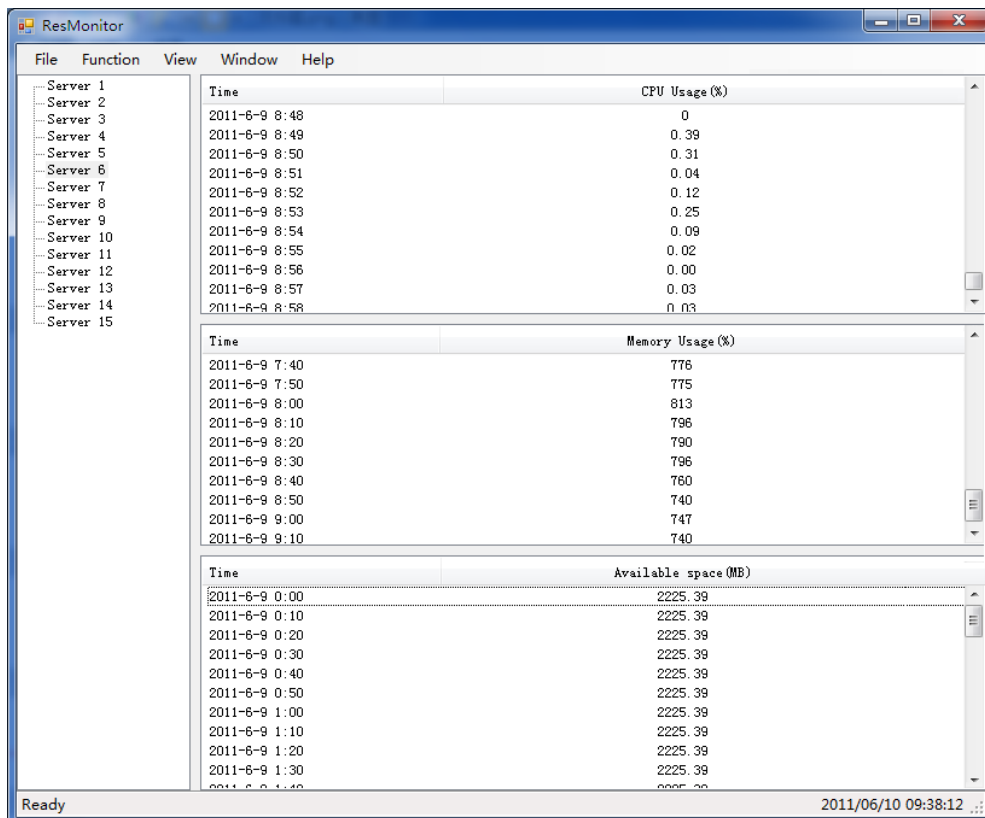 ResMonitor
File Function View Window Help
Server 1
Server 2
Server 3
Server 4
Server 5
Server 6
Server 7
Server 8
Server 9
Server 10
Server 11
Server 12
Server 13
Server 14
Server 15
Time CPU Usage(%)
2011-6-9 8:48 0
2011-6-9 8:49 0.39
2011-6-9 8:50 0.31
2011-6-9 8:51 0.04
2011-6-9 8:52 0.12
2011-6-9 8:53 0.25
2011-6-9 8:54 0.09
2011-6-9 8:55 0.02
2011-6-9 8:56 0.00
2011-6-9 8:57 0.03
2011-6-9 8:58 0.03
Time Memory Usage(%)
2011-6-9 7:40 776
2011-6-9 7:50 775
2011-6-9 8:00 813
2011-6-9 8:10 796
2011-6-9 8:20 790
2011-6-9 8:30 796
2011-6-9 8:40 760
2011-6-9 8:50 740
2011-6-9 9:00 747
2011-6-9 9:10 740
Time Available space(MB)
2011-6-9 0:00 2225.39
2011-6-9 0:10 2225.39
2011-6-9 0:20 2225.39
2011-6-9 0:30 2225.39
2011-6-9 0:40 2225.39
2011-6-9 0:50 2225.39
2011-6-9 1:00 2225.39
2011-6-9 1:10 2225.39
2011-6-9 1:20 2225.39
2011-6-9 1:30 2225.39
Ready 2011/06/10 09:38:12